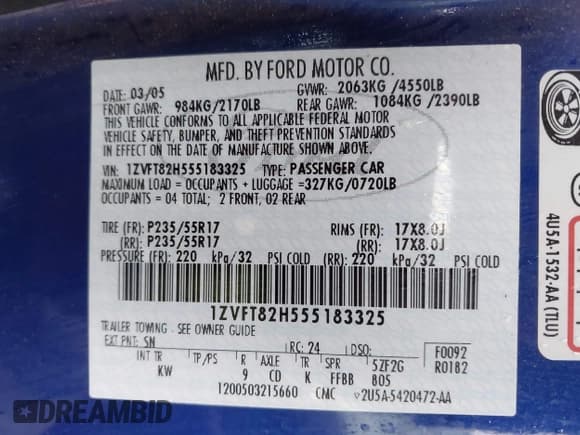 MFD. BY FORD MOTOR CO.
DATE: 03/05 GVWR: 2063KG /4550LB
FRONT GAWR: 984KG/2170LB REAR GAWR: 1084KG/2390LB
THIS VEHICLE CONFORMS TO ALL APPLICABLE FEDERAL MOTOR
VEHICLE SAFETY, BUMPER, AND THEFT PREVENTION STANDARDS
IN EFFECT ON THE DATE OF MANUFACTURE SHOWN ABOVE.
VIN: 1ZVFT82H555183325 TYPE: PASSENGER CAR
MAXIMUM LOAD = OCCUPANTS + LUGGAGE =327KG/0720LB
OCCUPANTS = 04 TOTAL; 2 FRONT, 02 REAR
TIRE (FR): P235/55R17 RIMS (FR): 17X8.0J
(RR): P235/55R17 (RR): 17X8.0J
PRESSURE (FR): 220 kPa/32 PSI COLD (RR): 220 kPa/32 PSI COLD
1ZVFT82H555183325
TRAILER TOWING - SEE OWNER GUIDE
EXT PNT: SN RC: 24 DSO: F0092
INT TR TP/PS R AXLE TR SPR 5ZF2G R0182
KW 9 CD K FFBB 805
1200503215660 CMC ▽2U5A-5420472-AA
4U5A-1532-AA (TLU)
DREAMBID